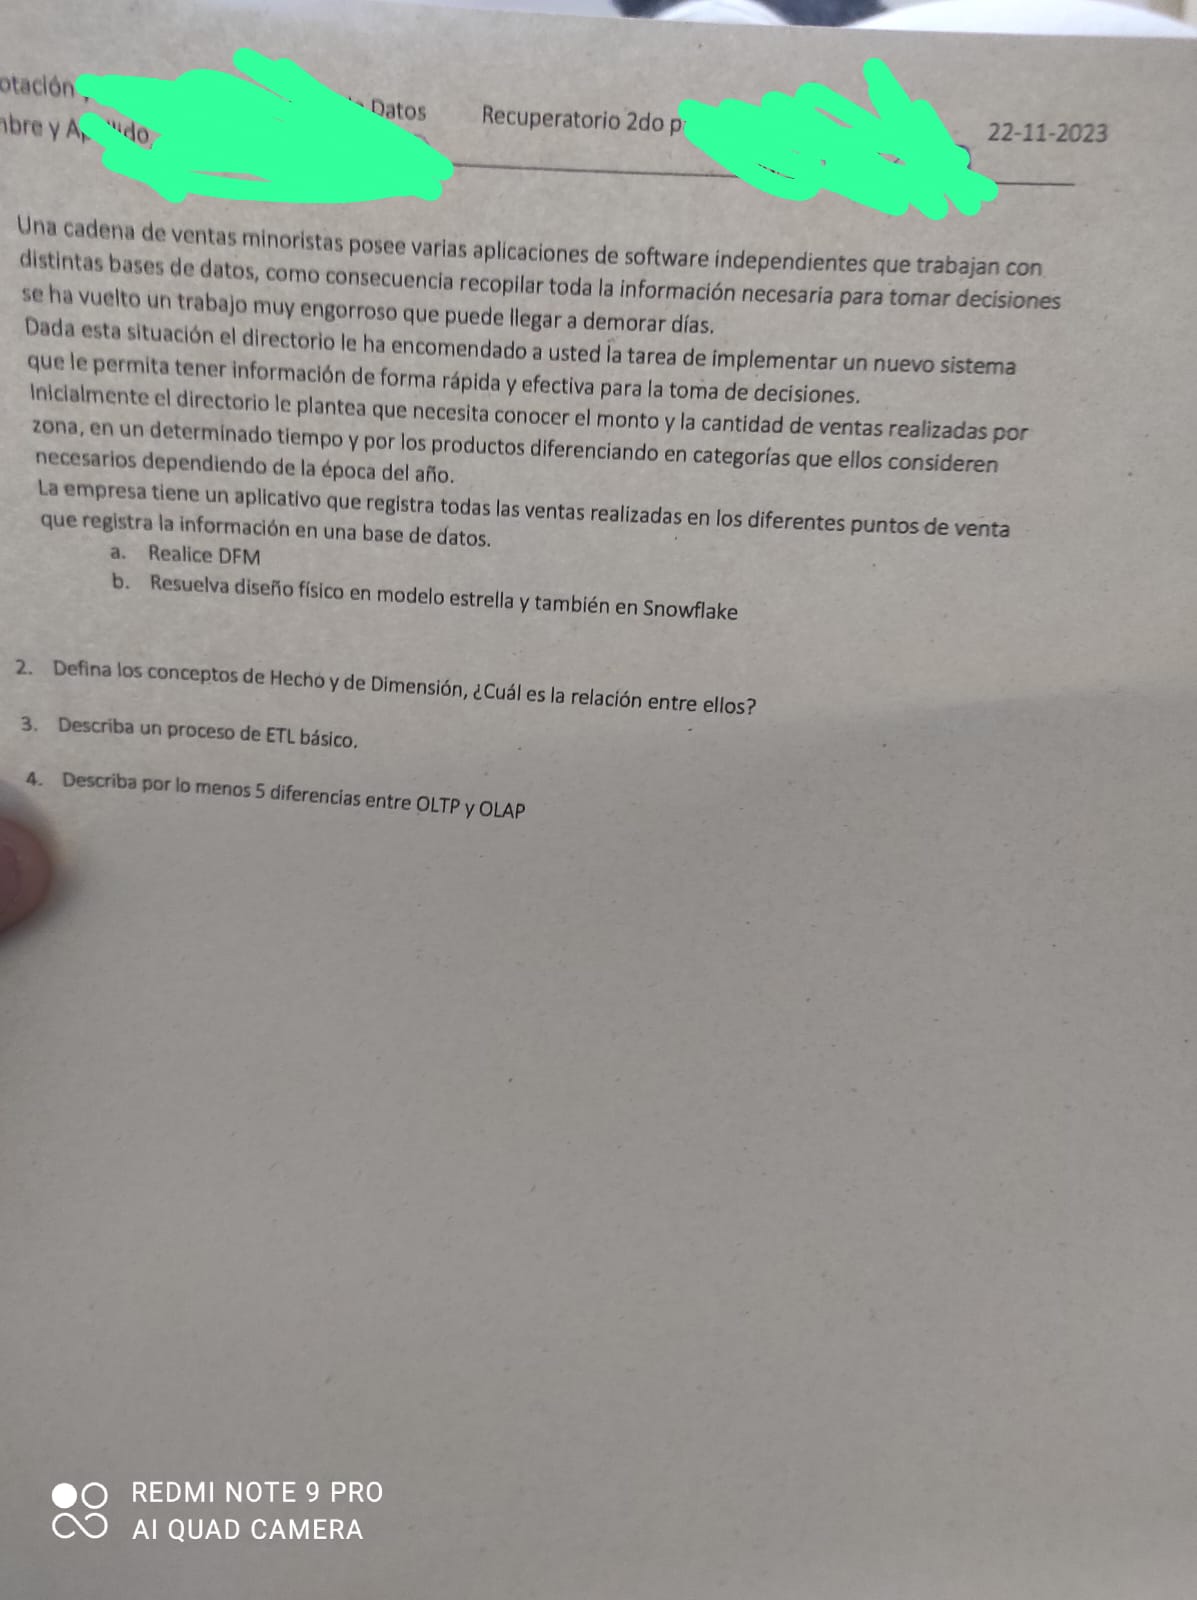 otación
Datos
Recuperatorio 2do p
22-11-2023
mbre y Ap llido
Una cadena de ventas minoristas posee varias aplicaciones de software independientes que trabajan con
distintas bases de datos, como consecuencia recopilar toda la información necesaria para tomar decisiones
se ha vuelto un trabajo muy engorroso que puede llegar a demorar días.
Dada esta situación el directorio le ha encomendado a usted la tarea de implementar un nuevo sistema
que le permita tener información de forma rápida y efectiva para la toma de decisiones.
Inicialmente el directorio le plantea que necesita conocer el monto y la cantidad de ventas realizadas por
zona, en un determinado tiempo y por los productos diferenciando en categorías que ellos consideren
necesarios dependiendo de la época del año.
La empresa tiene un aplicativo que registra todas las ventas realizadas en los diferentes puntos de venta
que registra la información en una base de datos.
a. Realice DFM
b. Resuelva diseño físico en modelo estrella y también en Snowflake
2. Defina los conceptos de Hecho y de Dimensión, ¿Cuál es la relación entre ellos?
3. Describa un proceso de ETL básico.
4. Describa por lo menos 5 diferencias entre OLTP y OLAP
REDMI NOTE 9 PRO
AI QUAD CAMERA